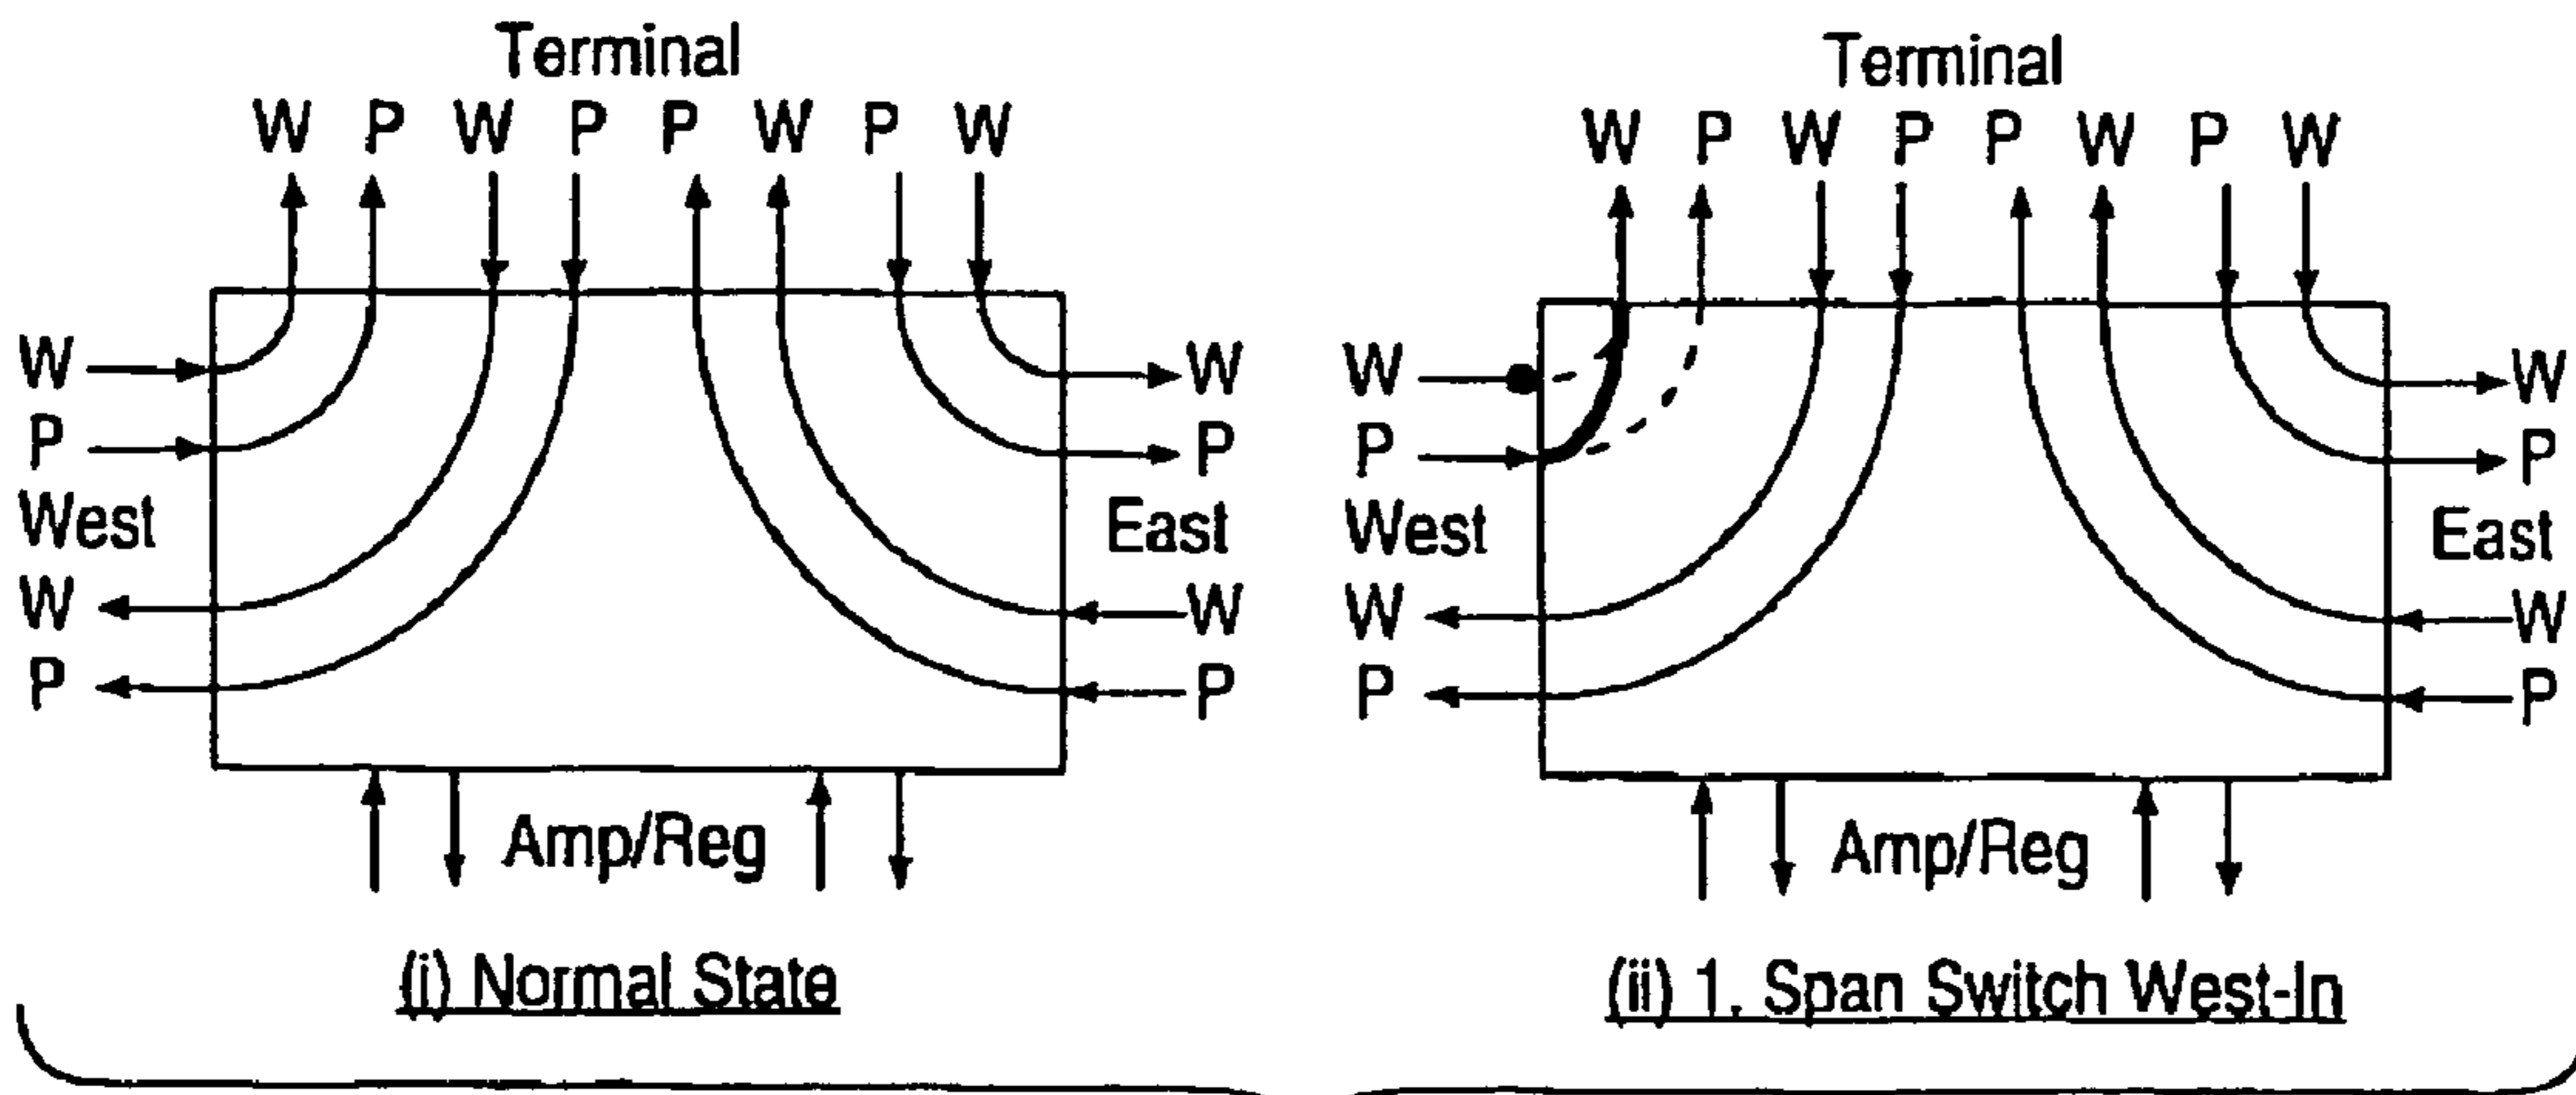 Terminal
W P W P P W P W
W W
P P
West East
W W
P P
Amp/Reg
(i) Normal State
Terminal
W P W P P W P W
W W
P P
West East
W W
P P
Amp/Reg
(ii) 1. Span Switch West-In